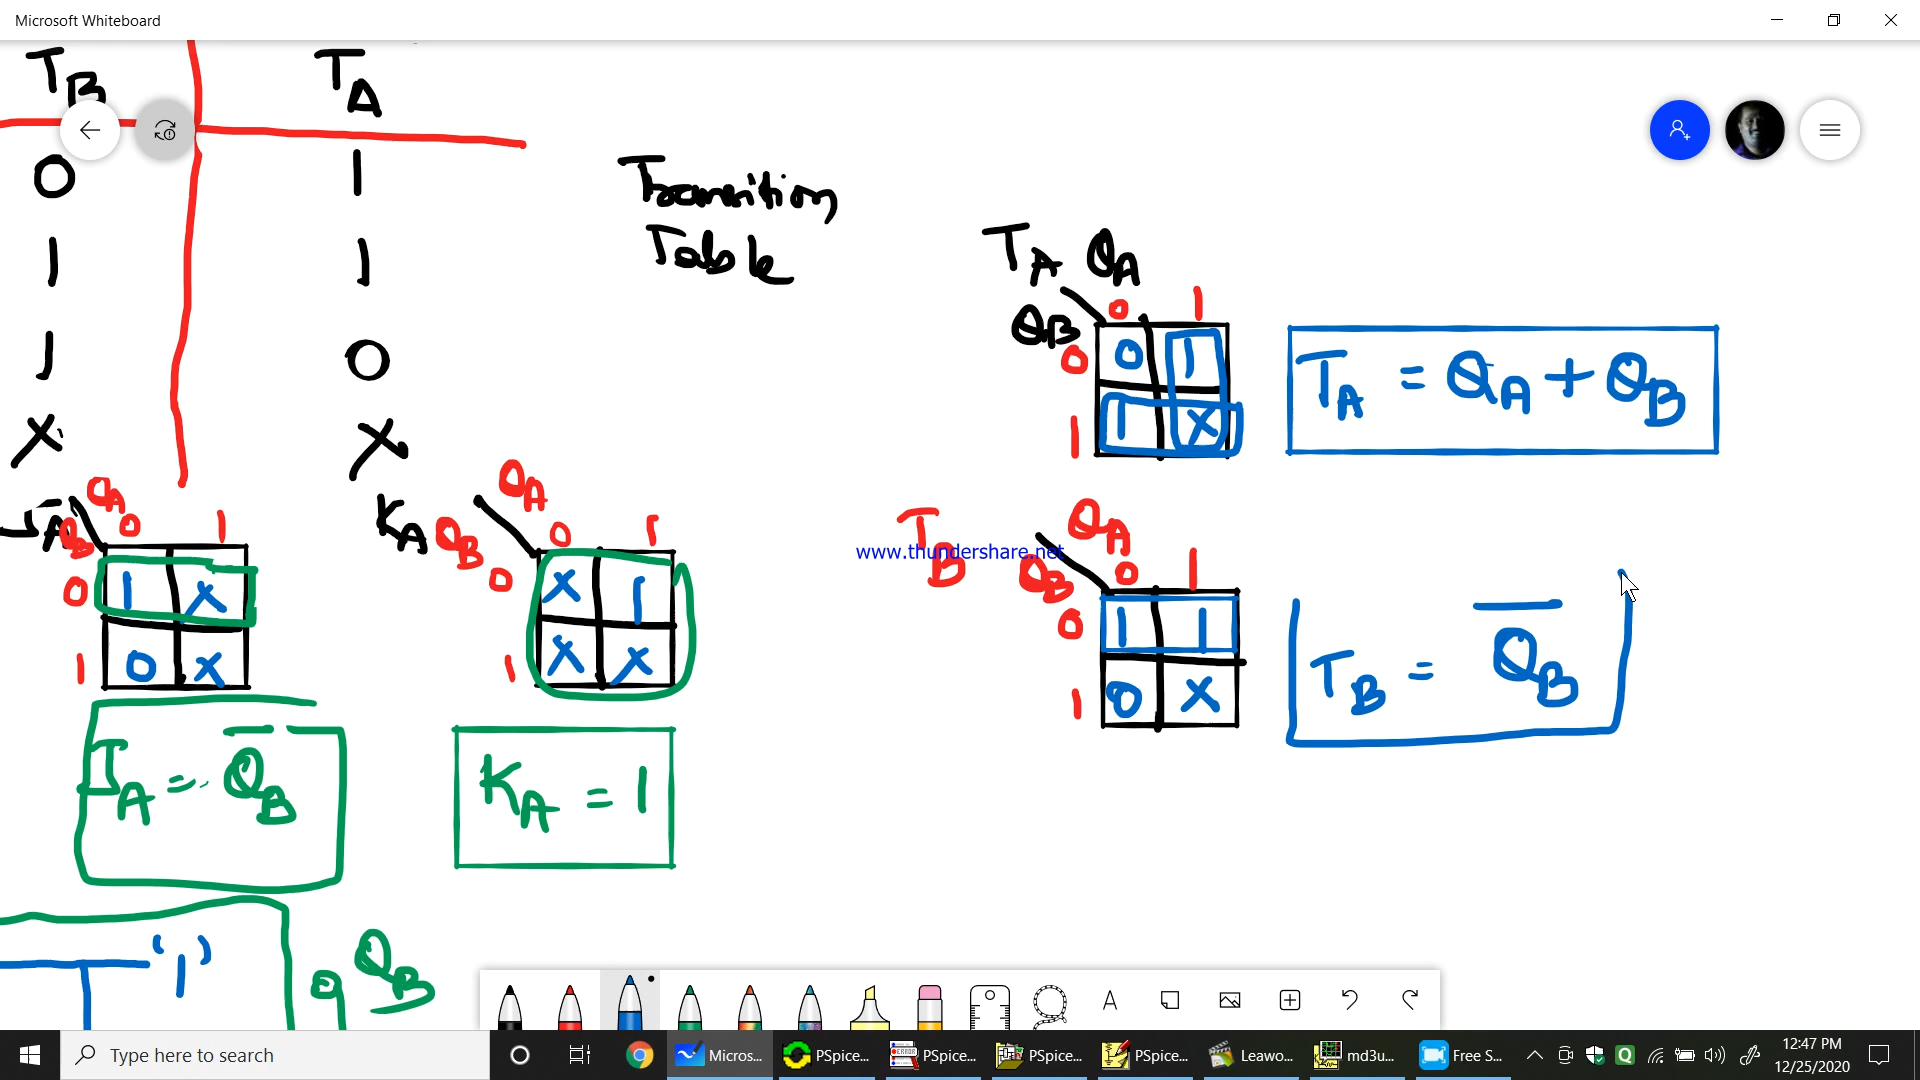 Microsoft Whiteboard
TB TA
0 1
1 1
1 0
X X
Transition
Table
TA QA
QB 0 1
0 0 1
1 1 X
TA = QA + QB
JA QA
QB 0 1
0 1 X
1 0 X
KA QA
QB 0 1
0 X 1
1 X X
www.thundershare.net
TB QA
QB 0 1
0 1 1
1 0 X
TB = Q̅B
JA = Q̅B
KA = 1
'1'
QB
A
Type here to search
Micros...
PSpice...
PSpice...
PSpice...
PSpice...
Leawo...
md3u...
Free S...
12:47 PM
12/25/2020